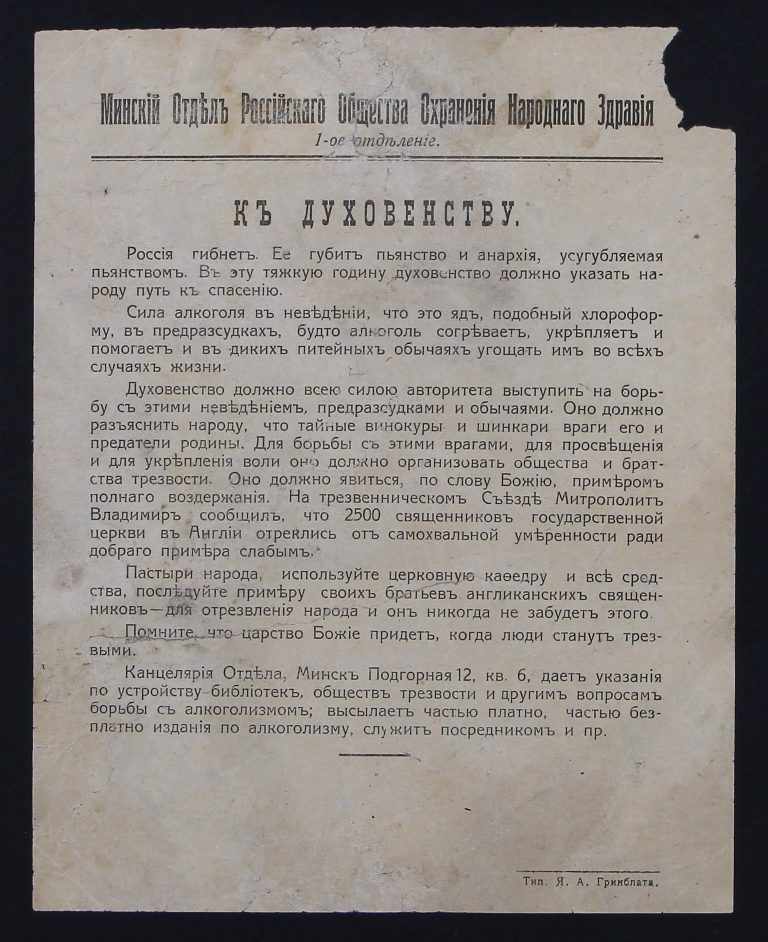 Минскій Отдѣлъ Россійскаго Общества Охраненія Народнаго Здравія
1-ое отдѣленіе.
КЪ ДУХОВЕНСТВУ.
Россія гибнетъ. Ее губитъ пьянство и анархія, усугубляемая
пьянствомъ. Въ эту тяжкую годину духовенство должно указать на-
роду путь къ спасенію.
Сила алкоголя въ невѣдѣніи, что это ядъ, подобный хлорофор-
му, въ предразсудкахъ, будто алкоголь согрѣваетъ, укрѣпляетъ и
помогаетъ и въ дикихъ питейныхъ обычаяхъ угощать имъ во всѣхъ
случаяхъ жизни.
Духовенство должно всею силою авторитета выступить на борь-
бу съ этими невѣдѣніемъ, предразсудками и обычаями. Оно должно
разъяснить народу, что тайные винокуры и шинкари враги его и
предатели родины. Для борьбы съ этими врагами, для просвѣщенія
и для укрѣпленія воли оно должно организовать общества и брат-
ства трезвости. Оно должно явиться, по слову Божію, примѣромъ
полнаго воздержанія. На трезвенническомъ Съѣздѣ Митрополитъ
Владимиръ сообщилъ, что 2500 священниковъ государственной
церкви въ Англіи отреклись отъ самохвальной умѣренности ради
добраго примѣра слабымъ.
Пастыри народа, используйте церковную каѳедру и всѣ сред-
ства, послѣдуйте примѣру своихъ братьевъ англиканскихъ священ-
никовъ—для отрезвленія народа и онъ никогда не забудетъ этого.
Помните, что царство Божіе придетъ, когда люди станутъ трез-
выми.
Канцелярія Отдѣла, Минскъ Подгорная 12, кв. 6, даетъ указанія
по устройству библіотекъ, обществъ трезвости и другимъ вопросамъ
борьбы съ алкоголизмомъ; высылаетъ частью платно, частью без-
платно изданія по алкоголизму, служитъ посредникомъ и пр.
Тип. Я. А. Гринблата.